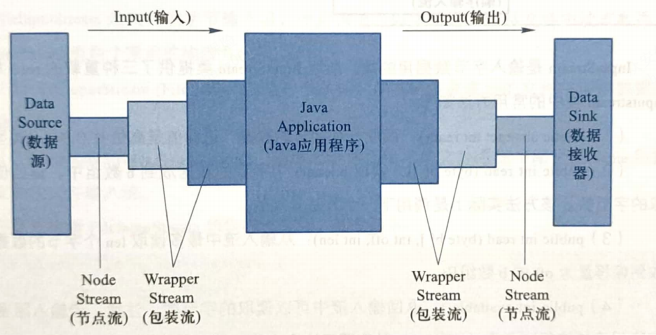 Input(输入)
Output(输出)
Data
Source
(数据
源)
Java
Application
(Java应用程序)
Data
Sink
(数据
接收
器)
Node
Stream
(节点流)
Wrapper
Stream
(包装流)
Wrapper
Stream
(包装流)
Node
Stream
(节点流)